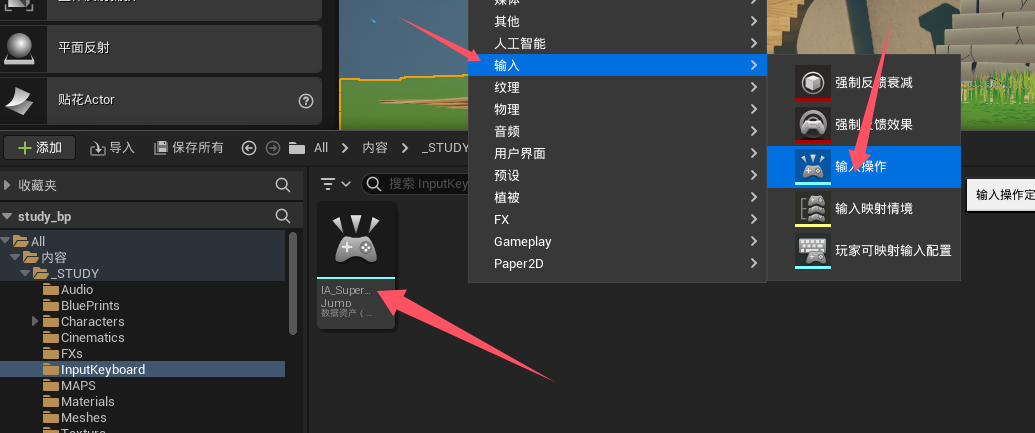 媒体
其他
人工智能
输入
纹理
物理
音频
用户界面
预设
植被
FX
Gameplay
Paper2D
强制反馈衰减
强制反馈效果
输入操作
输入映射情境
玩家可映射输入配置
输入操作定
平面反射
贴花Actor
添加
导入
保存所有
All
内容
_STUDY
收藏夹
搜索 InputKey
study_bp
All
内容
_STUDY
Audio
BluePrints
Characters
Cinematics
FXs
InputKeyboard
MAPS
Materials
Meshes
IA_Super...
Jump
数据资产（...